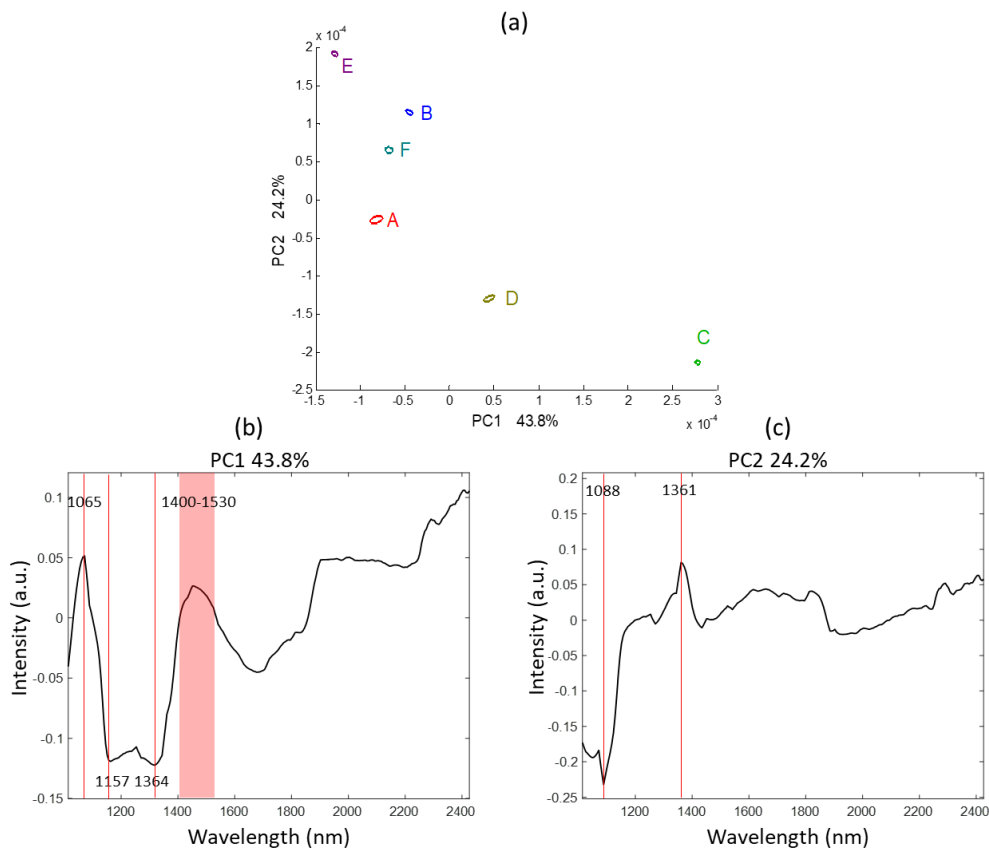 (a)
x 10⁻⁴
2
1.5
1
0.5
0
-0.5
-1
-1.5
-2
-2.5
PC2 24.2%
E
B
F
A
D
C
-1.5 -1 -0.5 0 0.5 1 1.5 2 2.5 3
PC1 43.8%
x 10⁻⁴
(b)
PC1 43.8%
0.1
0.05
0
-0.05
-0.1
-0.15
Intensity (a.u.)
1065
1400-1530
1157 1364
1200 1400 1600 1800 2000 2200 2400
Wavelength (nm)
(c)
PC2 24.2%
0.2
0.15
0.1
0.05
0
-0.05
-0.1
-0.15
-0.2
-0.25
Intensity (a.u.)
1088
1361
1200 1400 1600 1800 2000 2200 2400
Wavelength (nm)